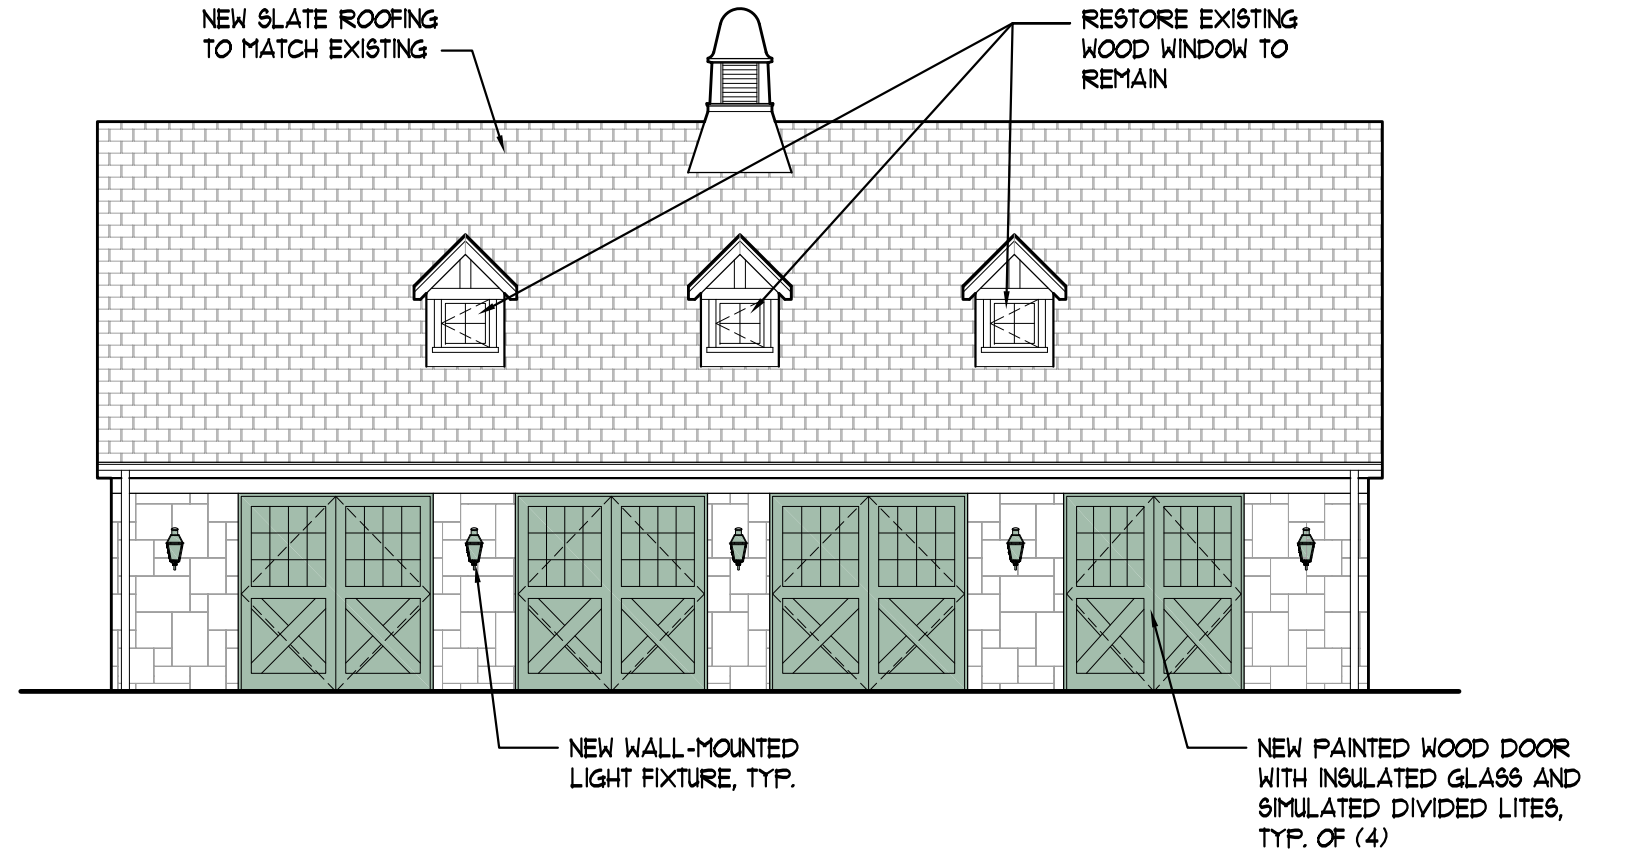 NEW SLATE ROOFING
TO MATCH EXISTING
RESTORE EXISTING
WOOD WINDOW TO
REMAIN
NEW WALL-MOUNTED
LIGHT FIXTURE, TYP.
NEW PAINTED WOOD DOOR
WITH INSULATED GLASS AND
SIMULATED DIVIDED LITES,
TYP. OF (4)